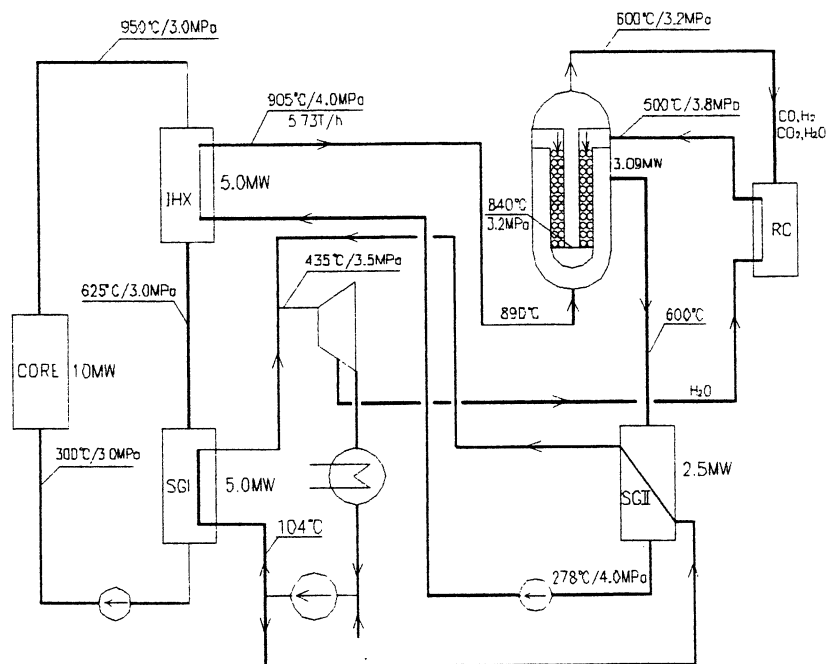 950°C/3.0MPa
600°C/3.2MPa
905°C/4.0MPa
5.73T/h
500°C/3.8MPa
CO,H₂
CO₂,H₂O
3.09MW
IHX
5.0MW
840°C
3.2MPa
RC
435°C/3.5MPa
625°C/3.0MPa
890°C
600°C
CORE
10MW
H₂O
300°C/3.0MPa
SGI
5.0MW
SGII
2.5MW
104°C
278°C/4.0MPa